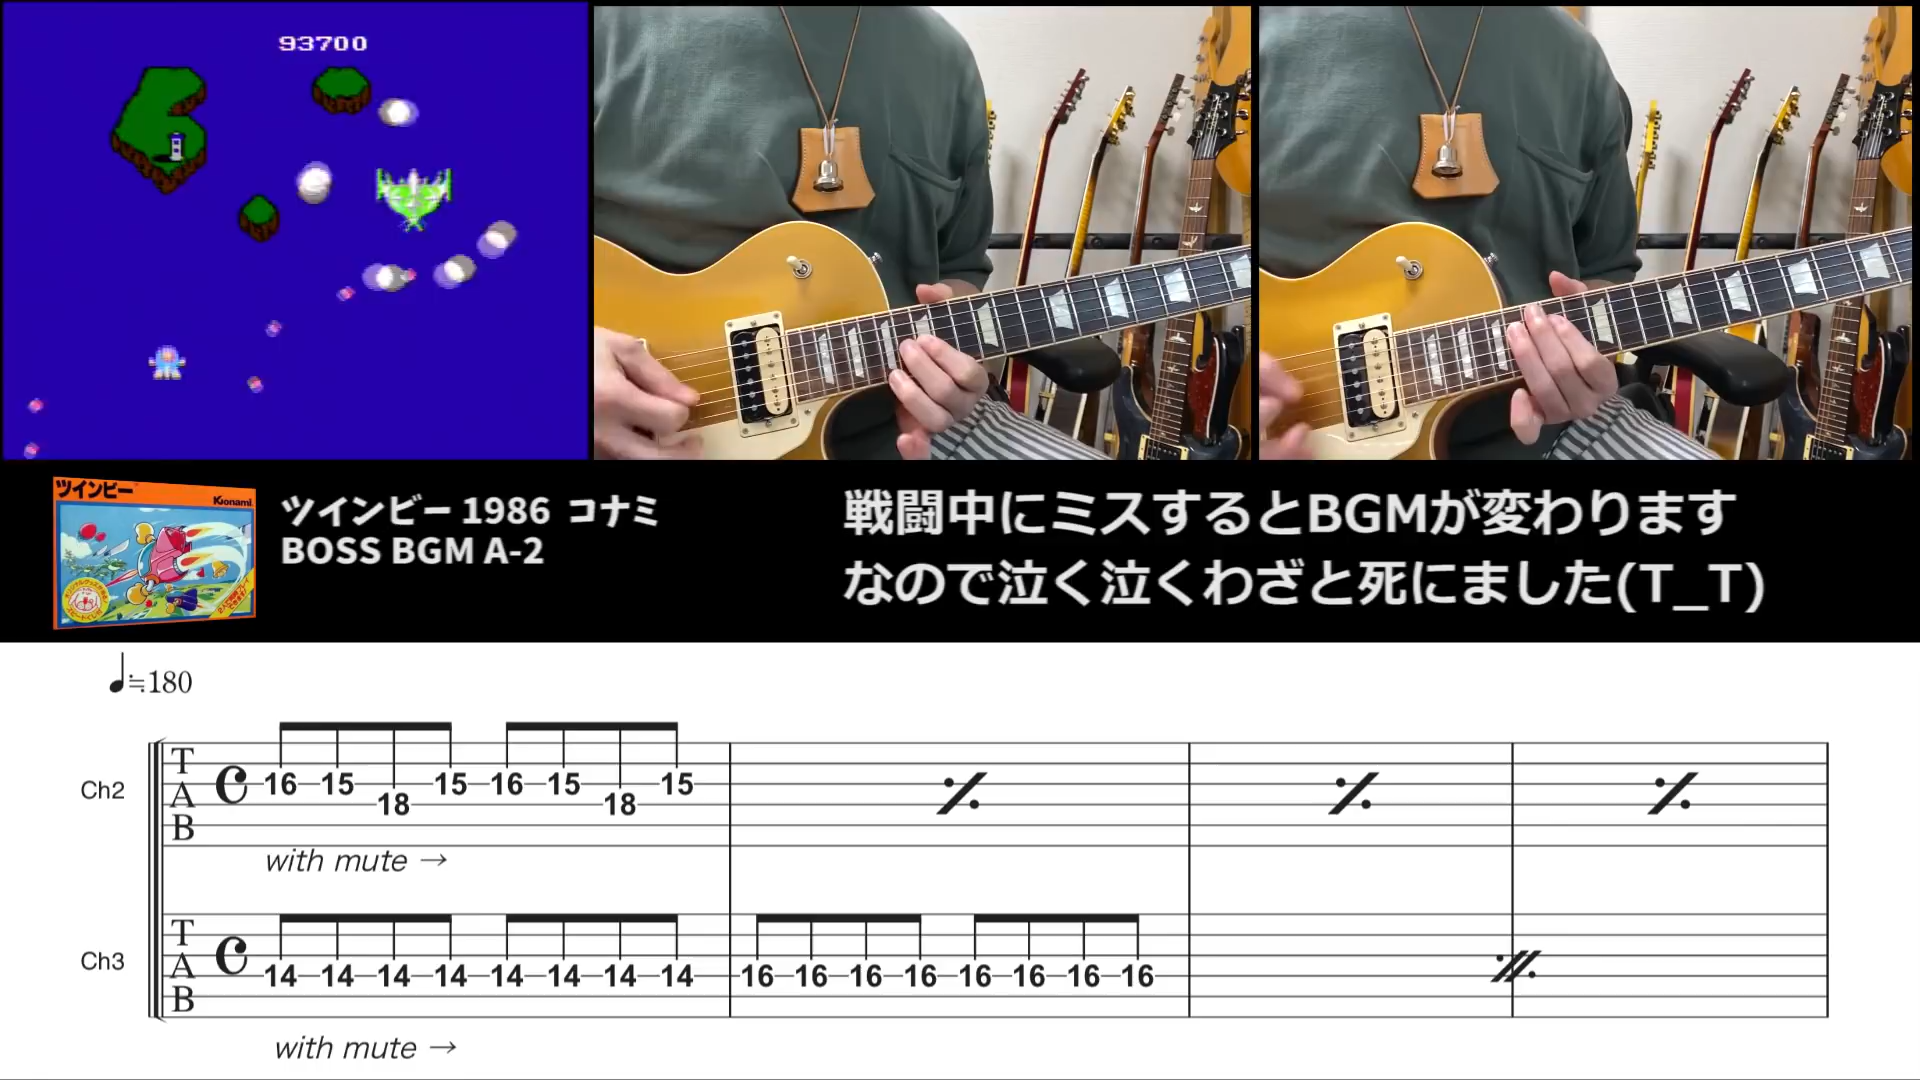 93700
ツインビー
Konami
ツインビー 1986 コナミ
BOSS BGM A-2
戦闘中にミスするとBGMが変わります
なので泣く泣くわざと死にました(T_T)
♩≒180
Ch2
T
A
B
C
16 15 18 15 16 15 18 15
with mute →
Ch3
T
A
B
C
14 14 14 14 14 14 14 14 16 16 16 16 16 16 16 16
with mute →